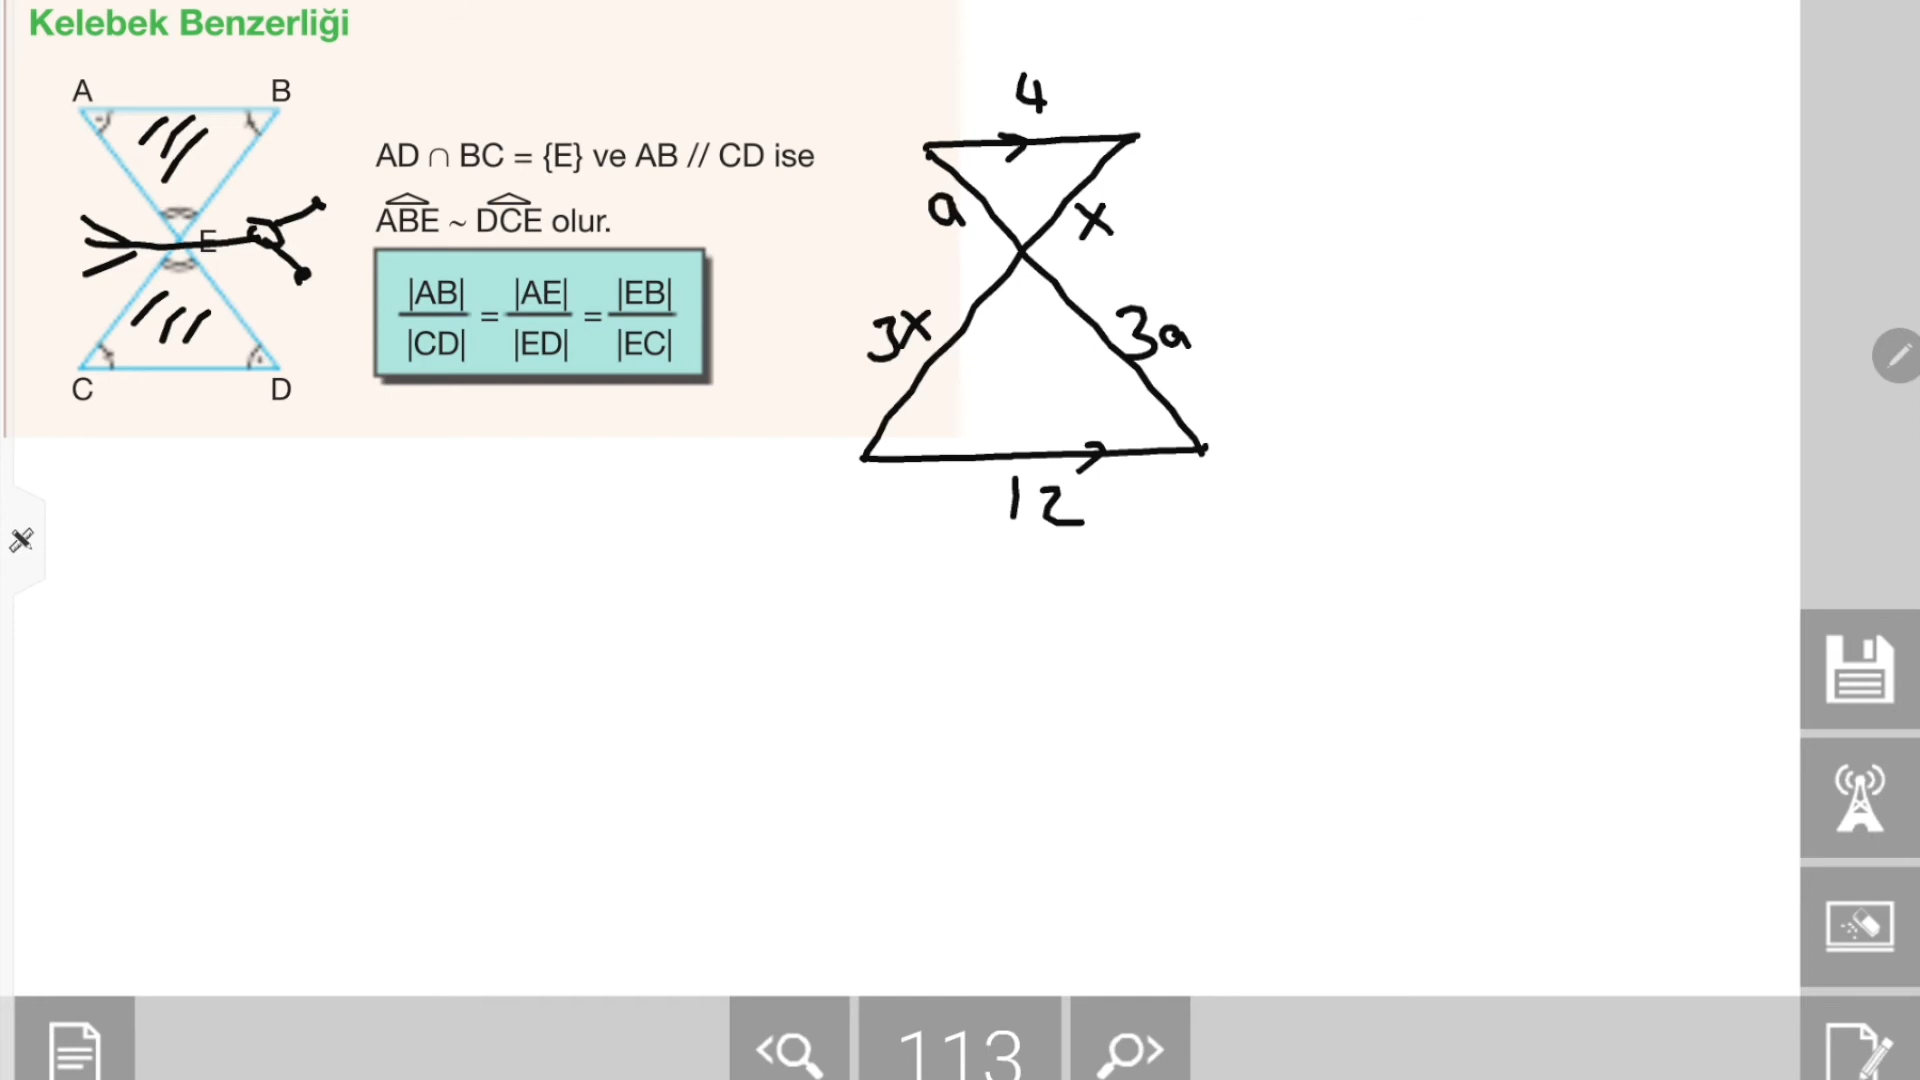 Kelebek Benzerliği
A B
E
C D
AD ∩ BC = {E} ve AB // CD ise
ABE ~ DCE olur.
|AB| / |CD| = |AE| / |ED| = |EB| / |EC|
4
a x
3x 3a
12
113